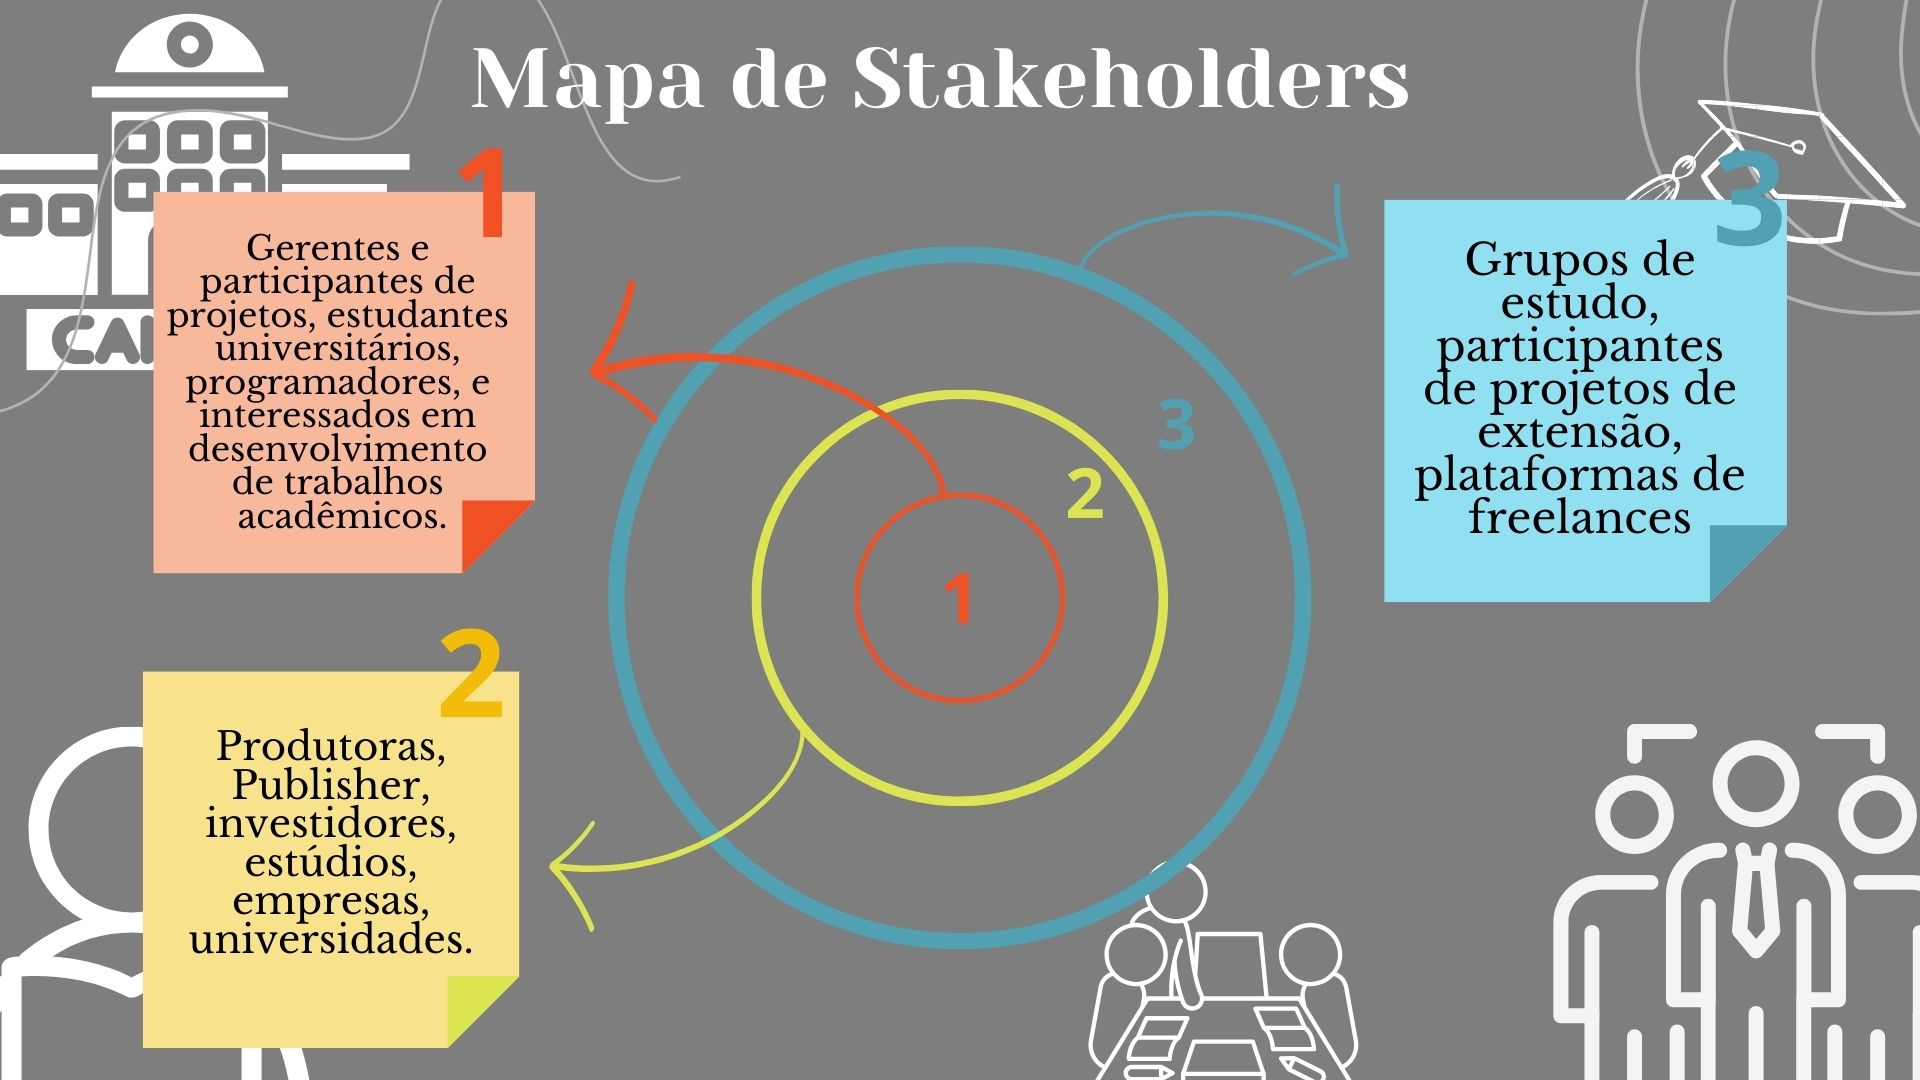 Mapa de Stakeholders
1
Gerentes e
participantes de
projetos, estudantes
universitários,
programadores, e
interessados em
desenvolvimento
de trabalhos
acadêmicos.
2
Produtoras,
Publisher,
investidores,
estúdios,
empresas,
universidades.
3
2
1
3
Grupos de
estudo,
participantes
de projetos de
extensão,
plataformas de
freelances